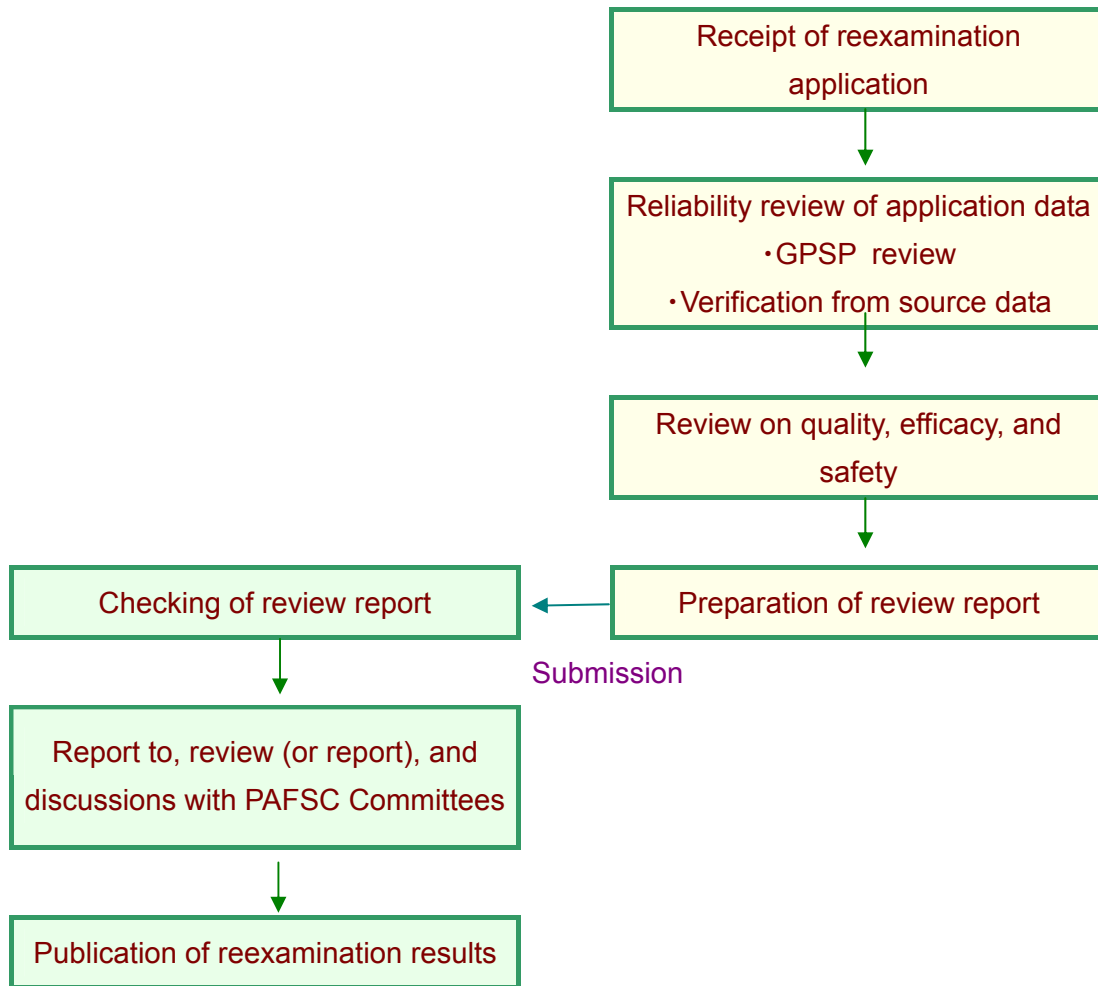 Receipt of reexamination
application
Reliability review of application data
・GPSP review
・Verification from source data
Review on quality, efficacy, and
safety
Preparation of review report
Submission
Checking of review report
Report to, review (or report), and
discussions with PAFSC Committees
Publication of reexamination results